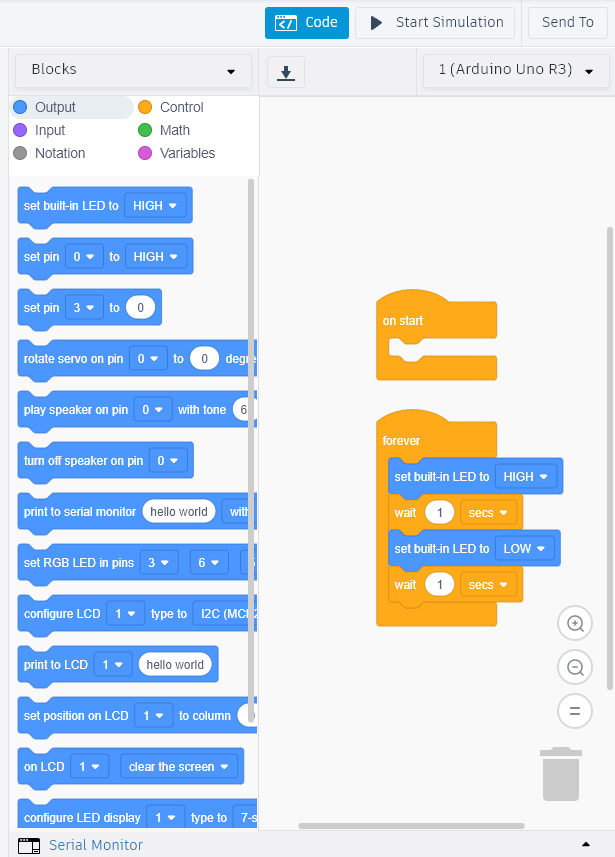 Code
Start Simulation
Send To
Blocks
1 (Arduino Uno R3)
Output
Control
Input
Math
Notation
Variables
set built-in LED to HIGH
set pin 0 to HIGH
set pin 3 to 0
rotate servo on pin 0 to 0 degre
play speaker on pin 0 with tone 6
turn off speaker on pin 0
print to serial monitor hello world with
set RGB LED in pins 3 6 5
configure LCD 1 type to I2C (MCP2
print to LCD 1 hello world
set position on LCD 1 to column
on LCD 1 clear the screen
configure LED display 1 type to 7-s
on start
forever
set built-in LED to HIGH
wait 1 secs
set built-in LED to LOW
wait 1 secs
Serial Monitor